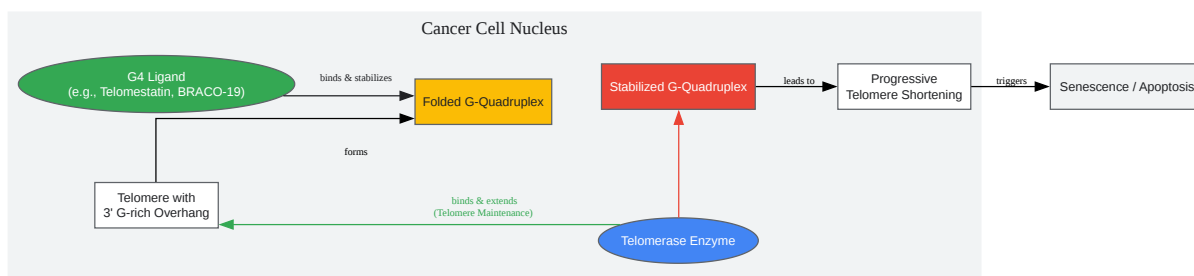 Cancer Cell Nucleus
G4 Ligand
(e.g., Telomestatin, BRACO-19)
binds & stabilizes
Folded G-Quadruplex
Stabilized G-Quadruplex
leads to
Progressive
Telomere Shortening
triggers
Senescence / Apoptosis
forms
Telomere with
3' G-rich Overhang
binds & extends
(Telomere Maintenance)
Telomerase Enzyme